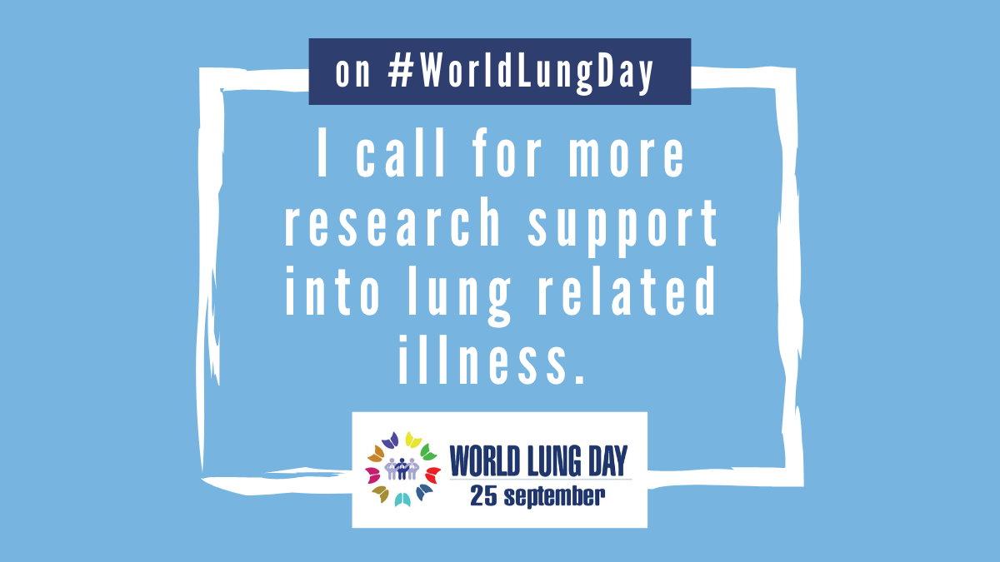 on #WorldLungDay
I call for more
research support
into lung related
illness.
WORLD LUNG DAY
25 september